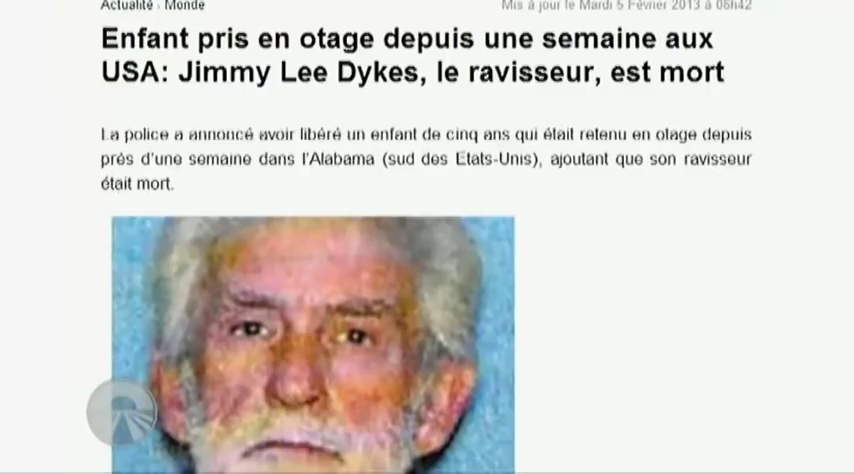 Actualité . Monde
Mis à jour le Mardi 5 Février 2013 à 06h42
Enfant pris en otage depuis une semaine aux
USA: Jimmy Lee Dykes, le ravisseur, est mort
La police a annoncé avoir libéré un enfant de cinq ans qui était retenu en otage depuis
près d'une semaine dans l'Alabama (sud des Etats-Unis), ajoutant que son ravisseur
était mort.